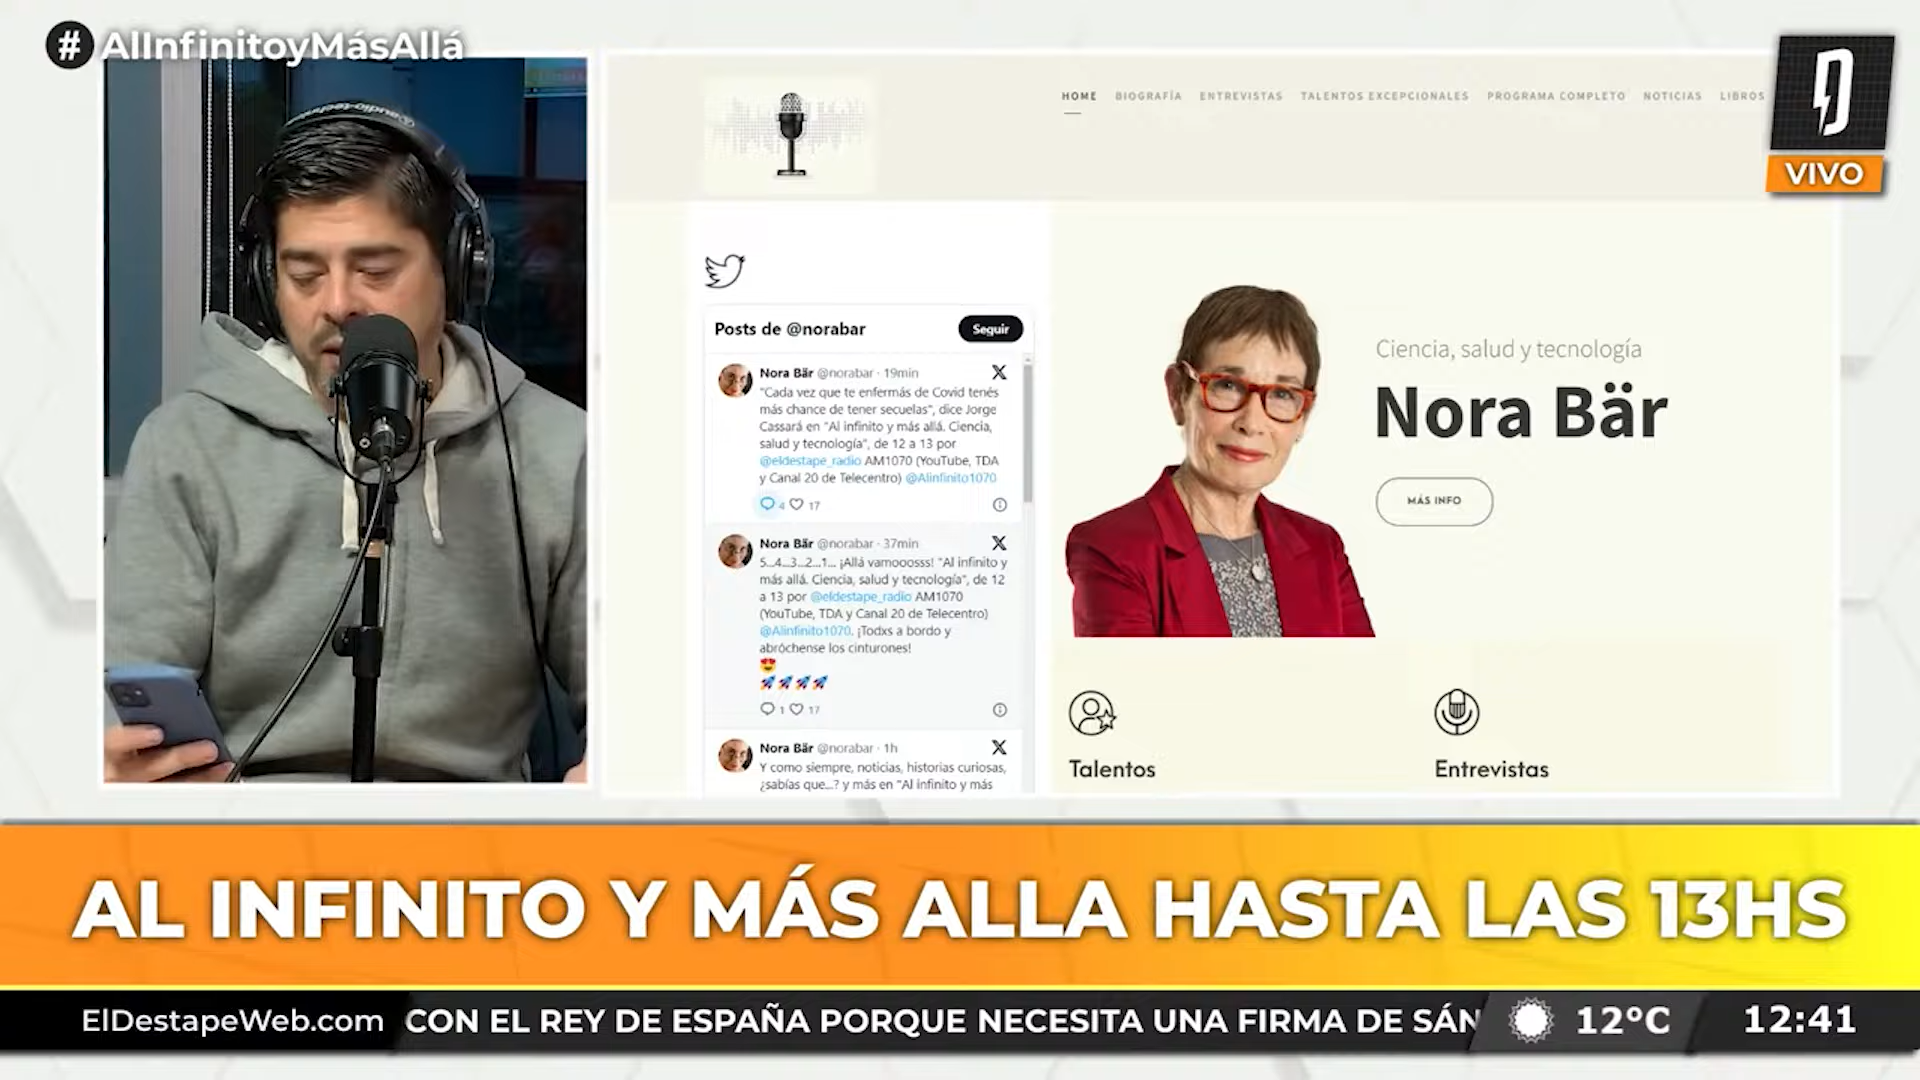 # AlInfinitoyMásAllá
HOME BIOGRAFÍA ENTREVISTAS TALENTOS EXCEPCIONALES PROGRAMA COMPLETO NOTICIAS LIBROS
VIVO
Posts de @norabar
Seguir
Nora Bär @norabar · 19min
"Cada vez que te enfermás de Covid tenés
más chance de tener secuelas", dice Jorge
Cassará en "Al infinito y más allá. Ciencia,
salud y tecnología", de 12 a 13 por
@eldestape_radio AM1070 (YouTube, TDA
y Canal 20 de Telecentro) @Alinfinito1070
4 17
Nora Bär @norabar · 37min
5...4...3...2...1... ¡Allá vamooosss! "Al infinito y
más allá. Ciencia, salud y tecnología", de 12
a 13 por @eldestape_radio AM1070
(YouTube, TDA y Canal 20 de Telecentro)
@Alinfinito1070. ¡Todxs a bordo y
abróchense los cinturones!
1 17
Nora Bär @norabar · 1h
Y como siempre, noticias, historias curiosas,
¿sabías que...? y más en "Al infinito y más
Ciencia, salud y tecnología
Nora Bär
MÁS INFO
Talentos
Entrevistas
AL INFINITO Y MÁS ALLA HASTA LAS 13HS
ElDestapeWeb.com
CON EL REY DE ESPAÑA PORQUE NECESITA UNA FIRMA DE SÁN
12°C
12:41